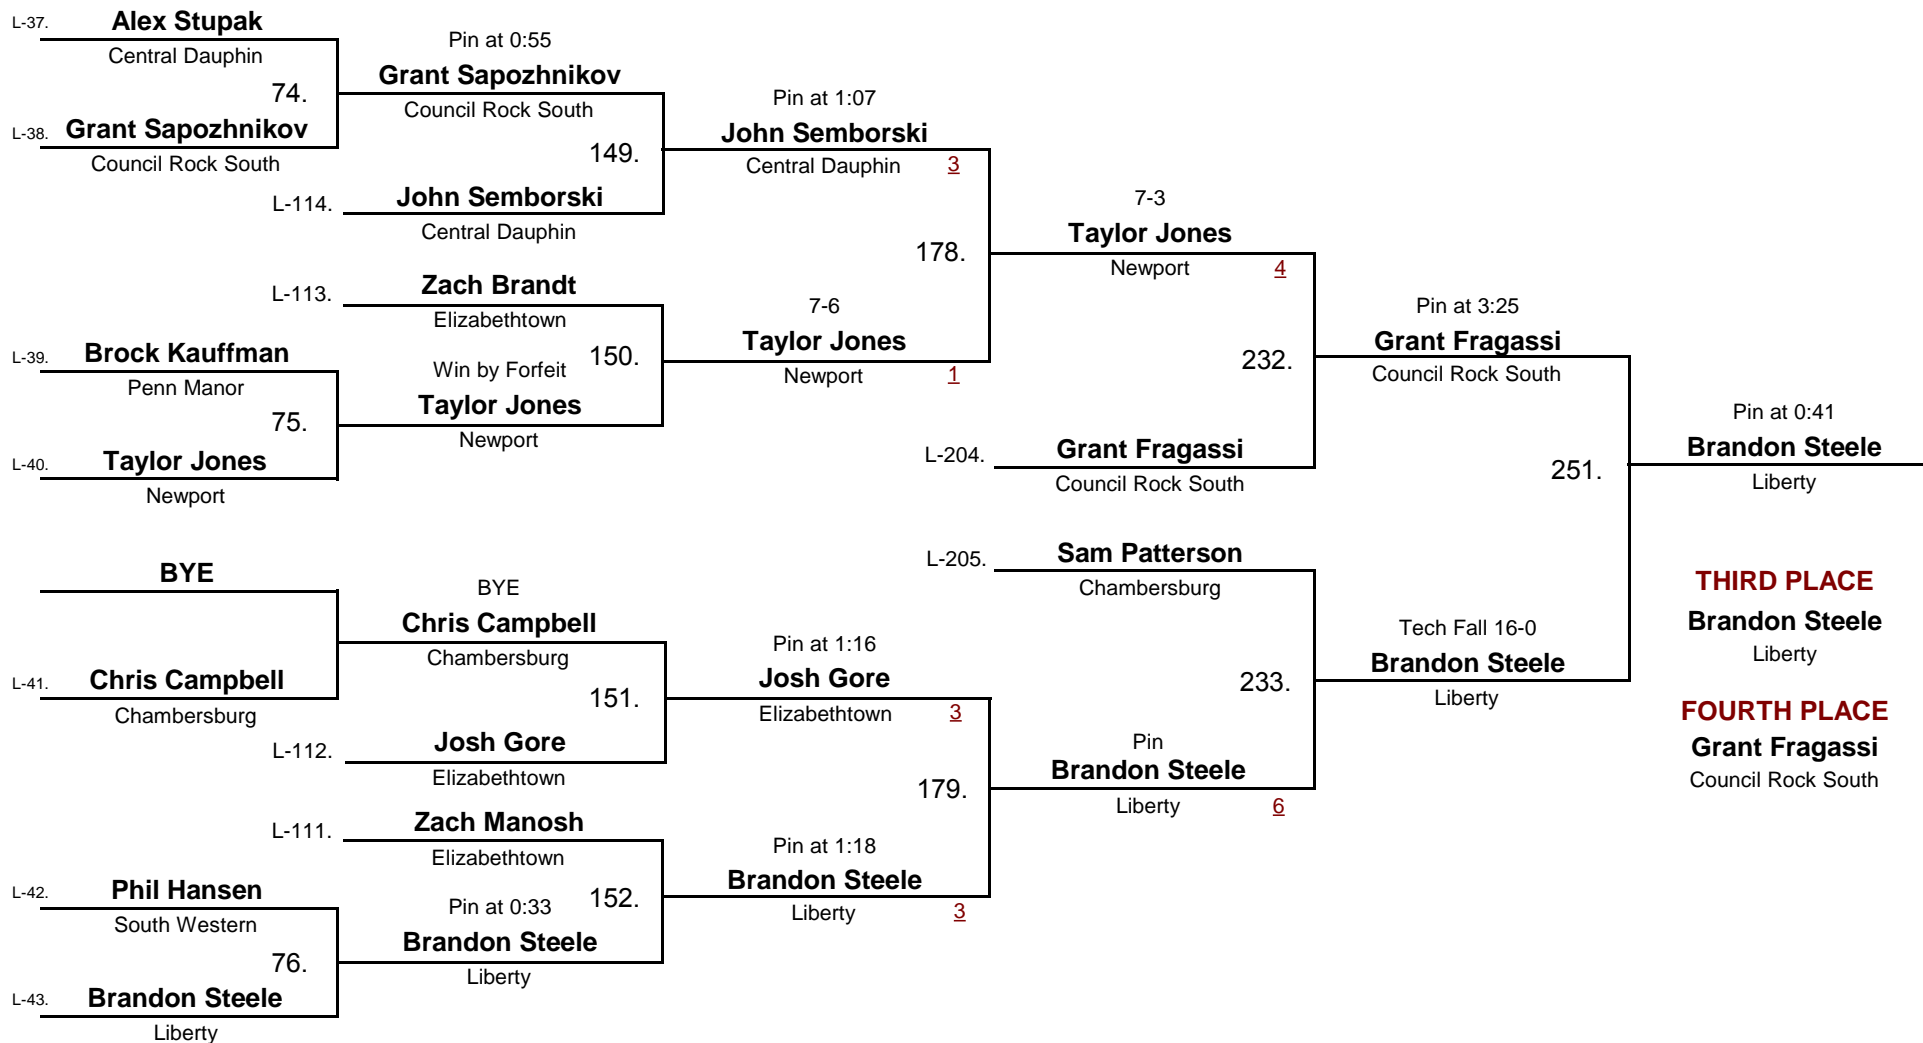 L-37. Alex Stupak
Central Dauphin
74.
L-38. Grant Sapozhnikov
Council Rock South
Pin at 0:55
Grant Sapozhnikov
Council Rock South
149.
L-114. John Semborski
Central Dauphin
Pin at 1:07
John Semborski
Central Dauphin 3
178.
L-113. Zach Brandt
Elizabethtown
150.
L-39. Brock Kauffman
Penn Manor
75.
L-40. Taylor Jones
Newport
Win by Forfeit
Taylor Jones
Newport
7-6
Taylor Jones
Newport 1
7-3
Taylor Jones
Newport 4
232.
L-204. Grant Fragassi
Council Rock South
Pin at 3:25
Grant Fragassi
Council Rock South
251.
BYE
L-41. Chris Campbell
Chambersburg
BYE
Chris Campbell
Chambersburg
151.
L-112. Josh Gore
Elizabethtown
Pin at 1:16
Josh Gore
Elizabethtown 3
179.
L-111. Zach Manosh
Elizabethtown
152.
L-42. Phil Hansen
South Western
76.
L-43. Brandon Steele
Liberty
Pin at 0:33
Brandon Steele
Liberty
Pin at 1:18
Brandon Steele
Liberty 3
L-205. Sam Patterson
Chambersburg
233.
Pin
Brandon Steele
Liberty 6
Tech Fall 16-0
Brandon Steele
Liberty
Pin at 0:41
Brandon Steele
Liberty
THIRD PLACE
Brandon Steele
Liberty
FOURTH PLACE
Grant Fragassi
Council Rock South